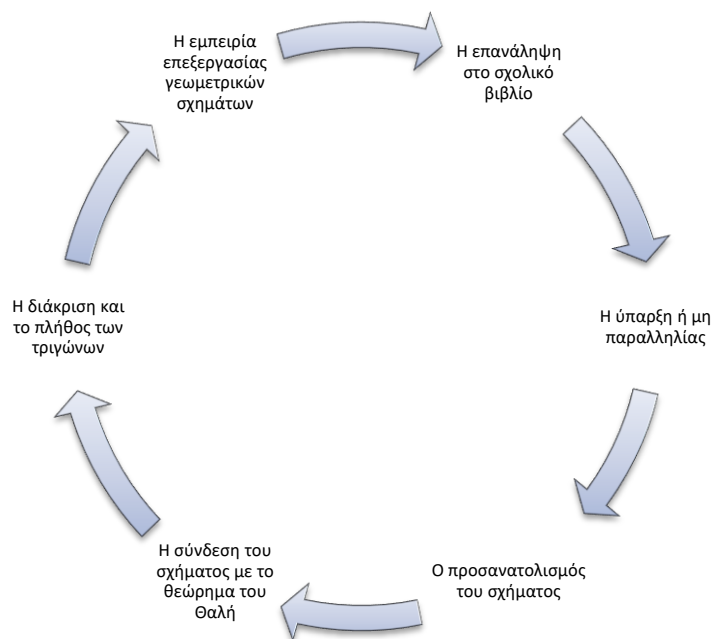 Η εμπειρία
επεξεργασίας
γεωμετρικών
σχημάτων
Η επανάληψη
στο σχολικό
βιβλίο
Η ύπαρξη ή μη
παραλληλίας
Ο προσανατολισμός
του σχήματος
Η σύνδεση του
σχήματος με το
θεώρημα του
Θαλή
Η διάκριση και
το πλήθος των
τριγώνων